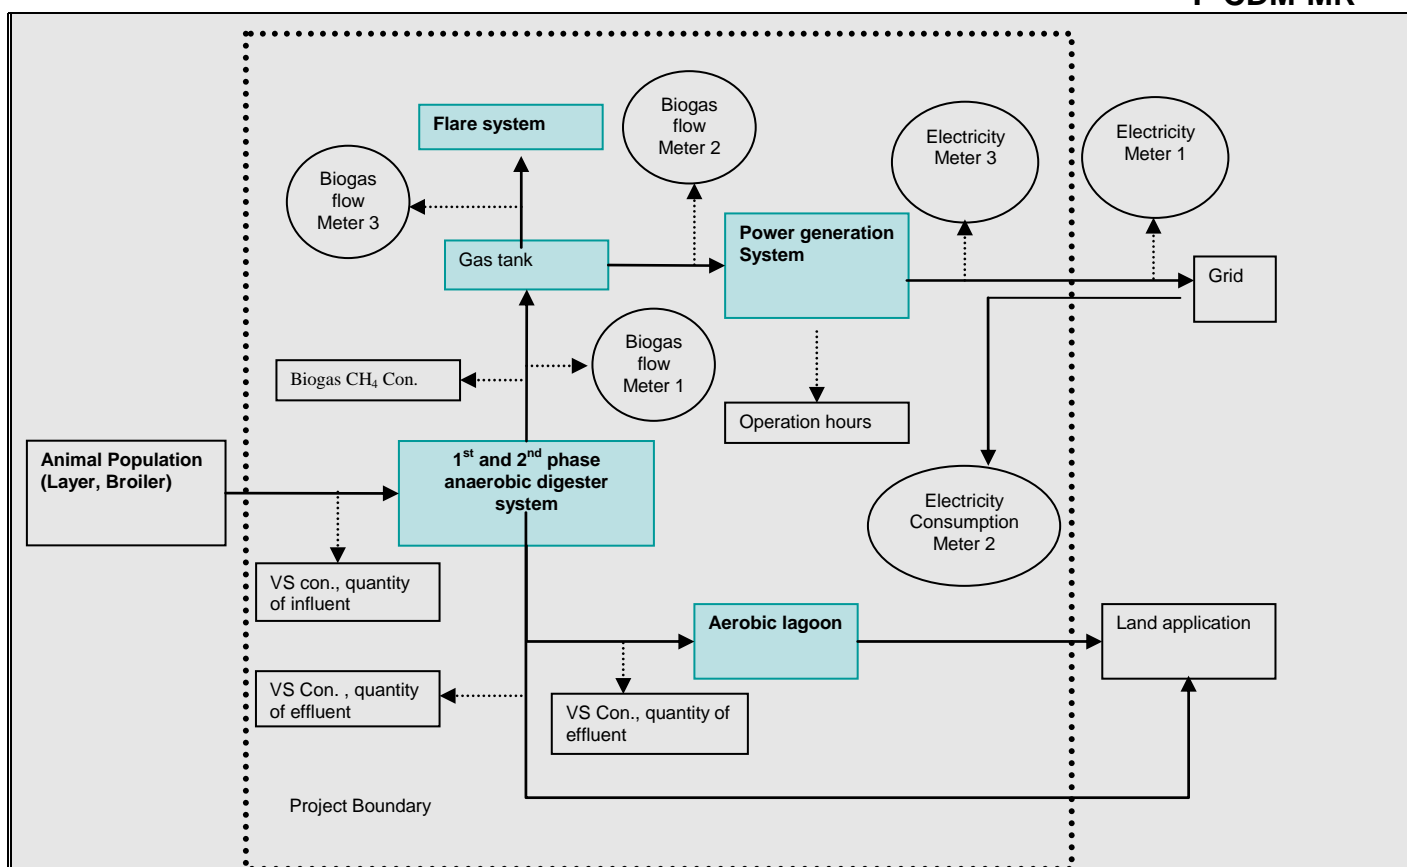 Flare system
Biogas
flow
Meter 2
Electricity
Meter 3
Electricity
Meter 1
Biogas
flow
Meter 3
Gas tank
Power generation
System
Grid
Biogas CH₄ Con.
Biogas
flow
Meter 1
Operation hours
Animal Population
(Layer, Broiler)
1st and 2nd phase
anaerobic digester
system
Electricity
Consumption
Meter 2
VS con., quantity
of influent
Aerobic lagoon
Land application
VS Con. , quantity
of effluent
VS Con., quantity of
effluent
Project Boundary